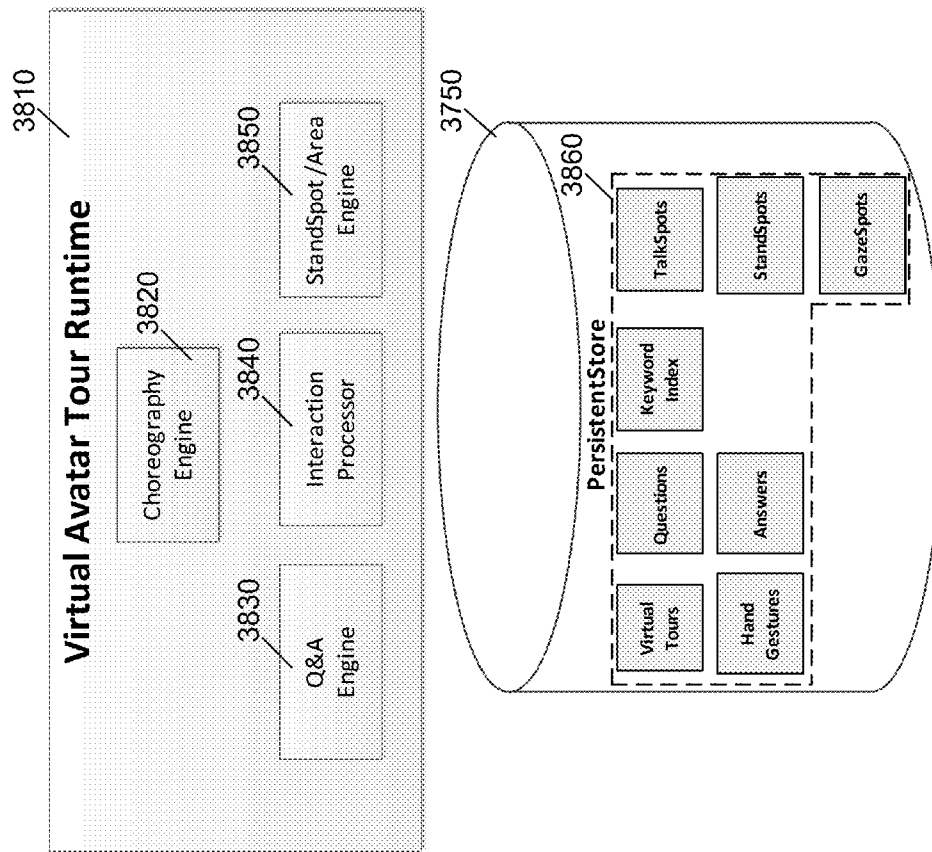 3810
Virtual Avatar Tour Runtime
3820
Choreography
Engine
3830
3840
3850
Q&A
Engine
Interaction
Processor
StandSpot /Area
Engine
3750
3860
PersistentStore
Virtual
Tours
Questions
Keyword
Index
TalkSpots
Hand
Gestures
Answers
StandSpots
GazeSpots